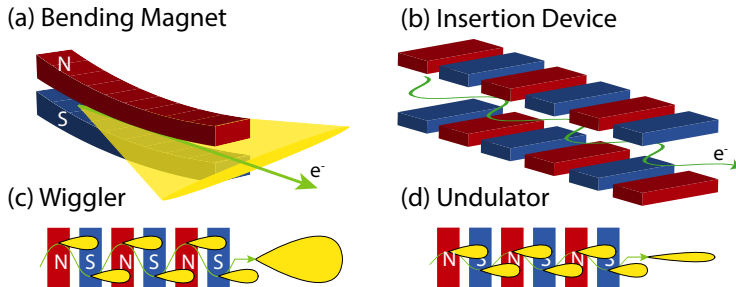 (a) Bending Magnet
N
S
e-
(b) Insertion Device
e-
(c) Wiggler
N S N S N S
(d) Undulator
N S N S N S